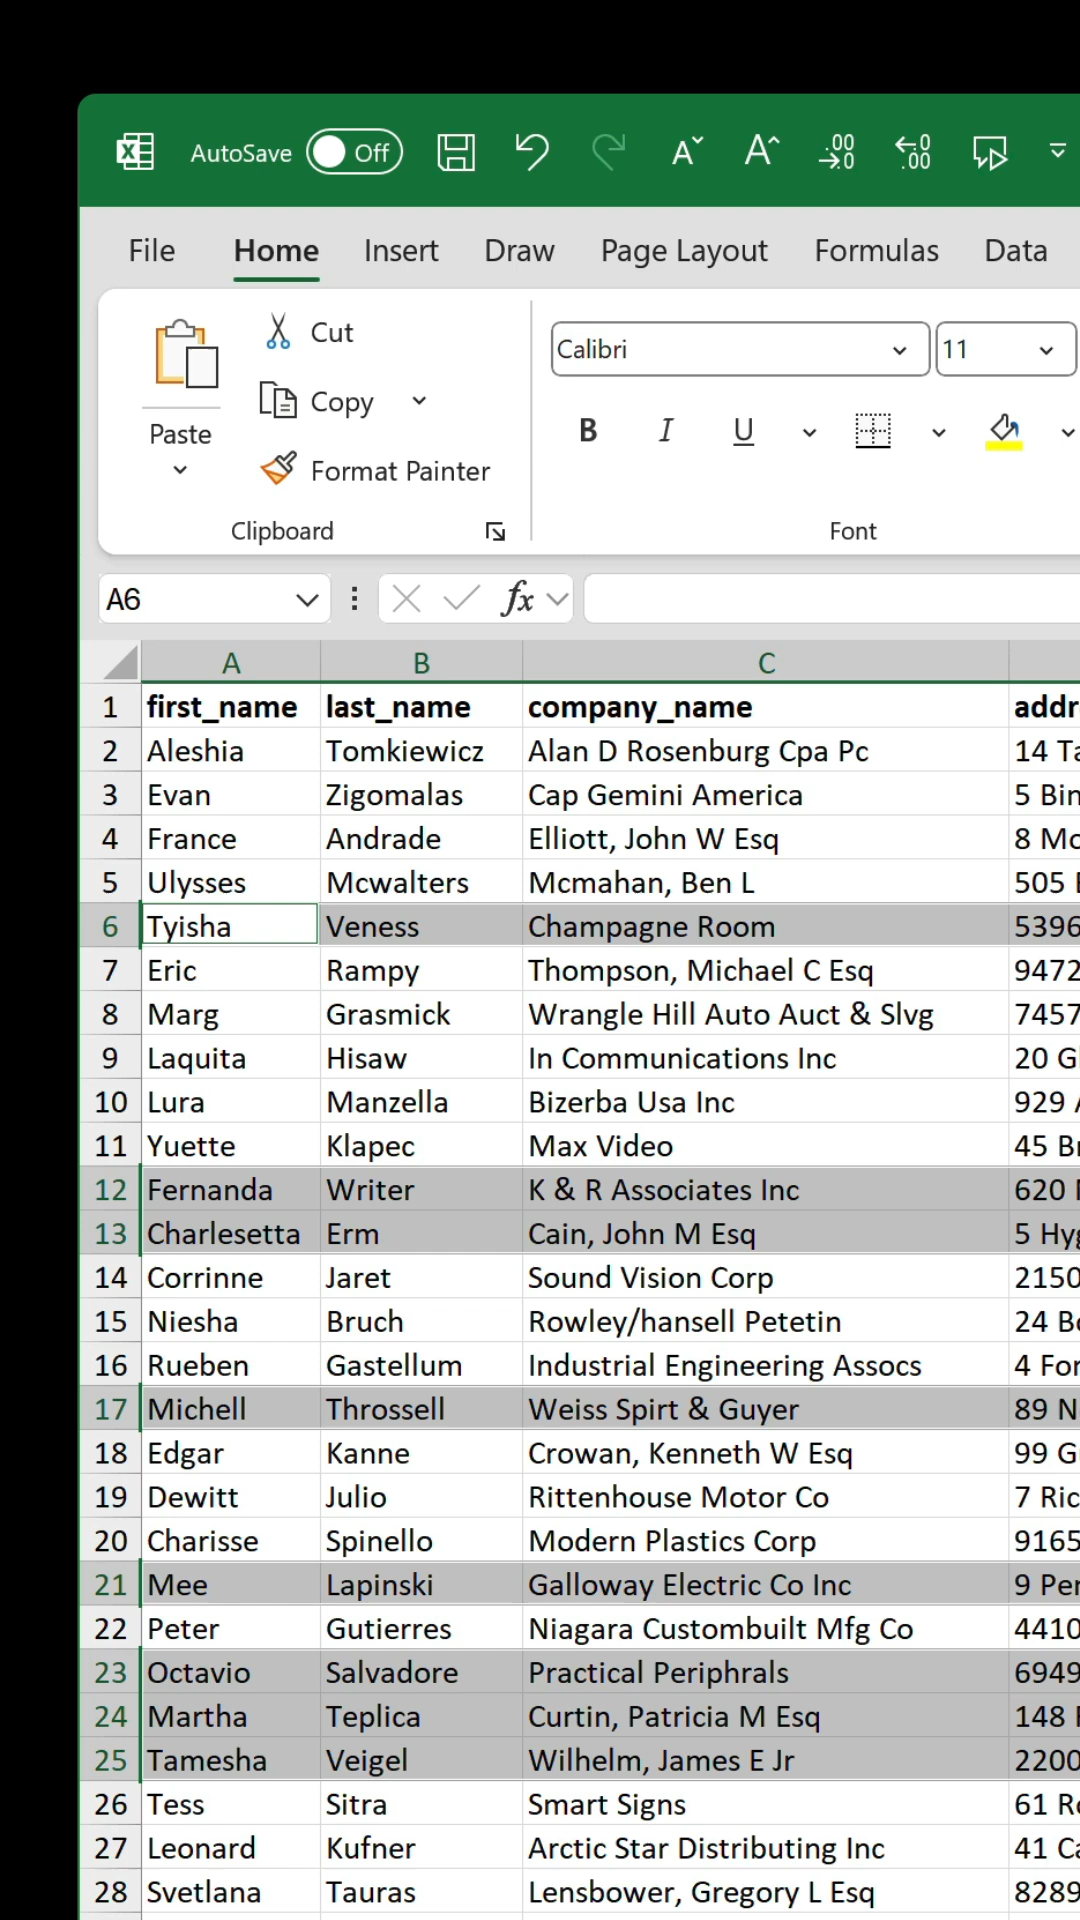 AutoSave Off
File Home Insert Draw Page Layout Formulas Data
Cut
Calibri 11
Copy
Paste
B I U
Format Painter
Clipboard Font
A6 fx
A B C
1 first_name last_name company_name addr
2 Aleshia Tomkiewicz Alan D Rosenburg Cpa Pc 14 Ta
3 Evan Zigomalas Cap Gemini America 5 Bin
4 France Andrade Elliott, John W Esq 8 Mo
5 Ulysses Mcwalters Mcmahan, Ben L 505
6 Tyisha Veness Champagne Room 5396
7 Eric Rampy Thompson, Michael C Esq 9472
8 Marg Grasmick Wrangle Hill Auto Auct & Slvg 7457
9 Laquita Hisaw In Communications Inc 20 Gl
10 Lura Manzella Bizerba Usa Inc 929
11 Yuette Klapec Max Video 45 Br
12 Fernanda Writer K & R Associates Inc 620
13 Charlesetta Erm Cain, John M Esq 5 Hyg
14 Corrinne Jaret Sound Vision Corp 2150
15 Niesha Bruch Rowley/hansell Petetin 24 Bo
16 Rueben Gastellum Industrial Engineering Assocs 4 For
17 Michell Throssell Weiss Spirt & Guyer 89 N
18 Edgar Kanne Crowan, Kenneth W Esq 99 G
19 Dewitt Julio Rittenhouse Motor Co 7 Ric
20 Charisse Spinello Modern Plastics Corp 9165
21 Mee Lapinski Galloway Electric Co Inc 9 Per
22 Peter Gutierres Niagara Custombuilt Mfg Co 4410
23 Octavio Salvadore Practical Periphrals 6949
24 Martha Teplica Curtin, Patricia M Esq 148
25 Tamesha Veigel Wilhelm, James E Jr 2200
26 Tess Sitra Smart Signs 61 Ro
27 Leonard Kufner Arctic Star Distributing Inc 41 Ca
28 Svetlana Tauras Lensbower, Gregory L Esq 8289